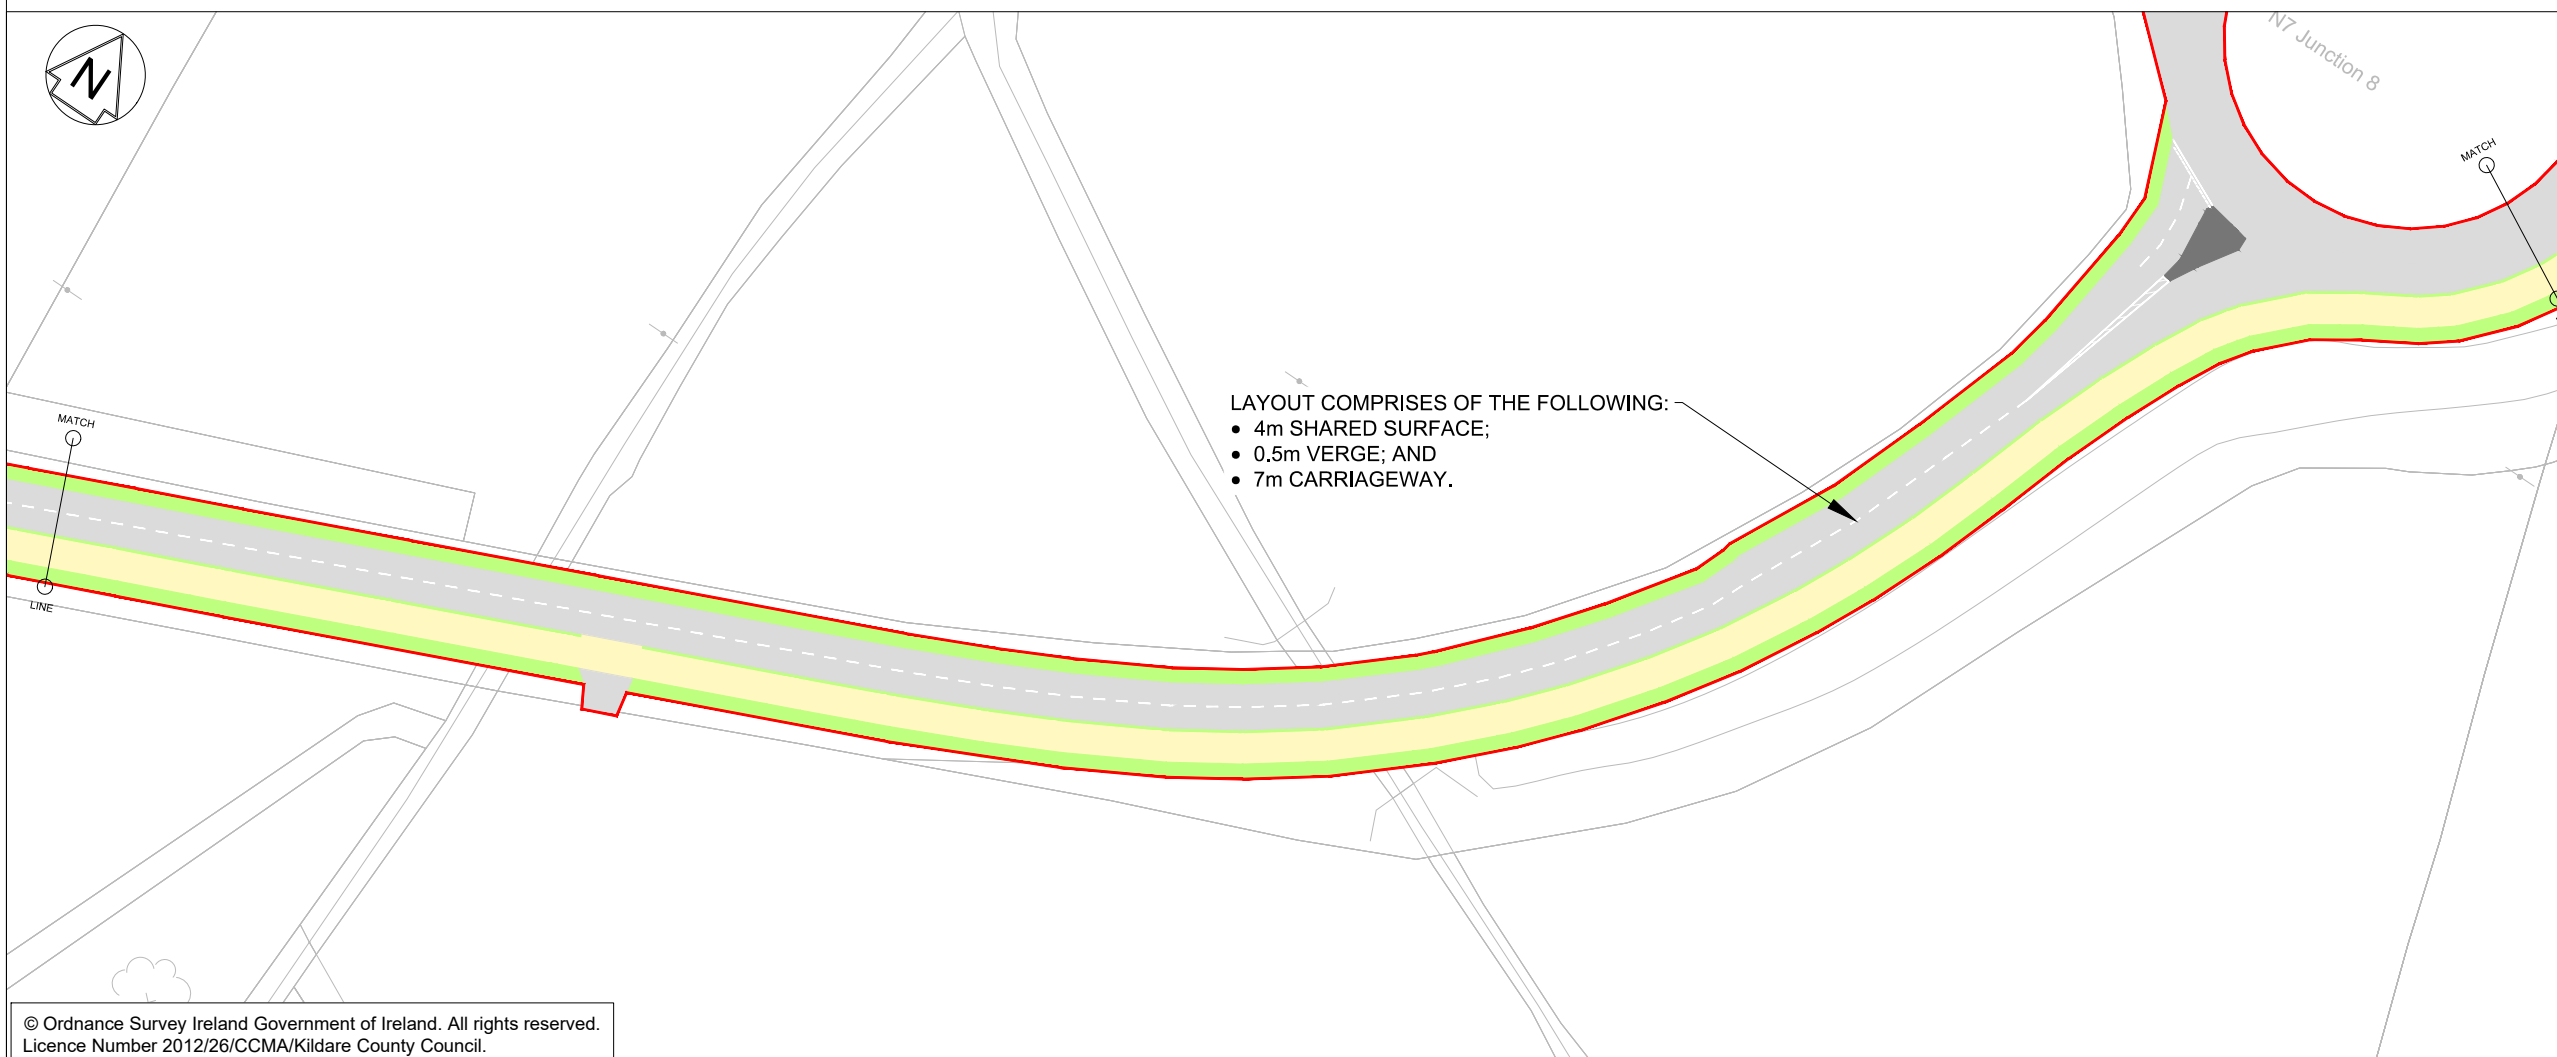 N
N7 Junction 8
MATCH
MATCH
LINE
LAYOUT COMPRISES OF THE FOLLOWING:
• 4m SHARED SURFACE;
• 0.5m VERGE; AND
• 7m CARRIAGEWAY.
© Ordnance Survey Ireland Government of Ireland. All rights reserved.
Licence Number 2012/26/CCMA/Kildare County Council.